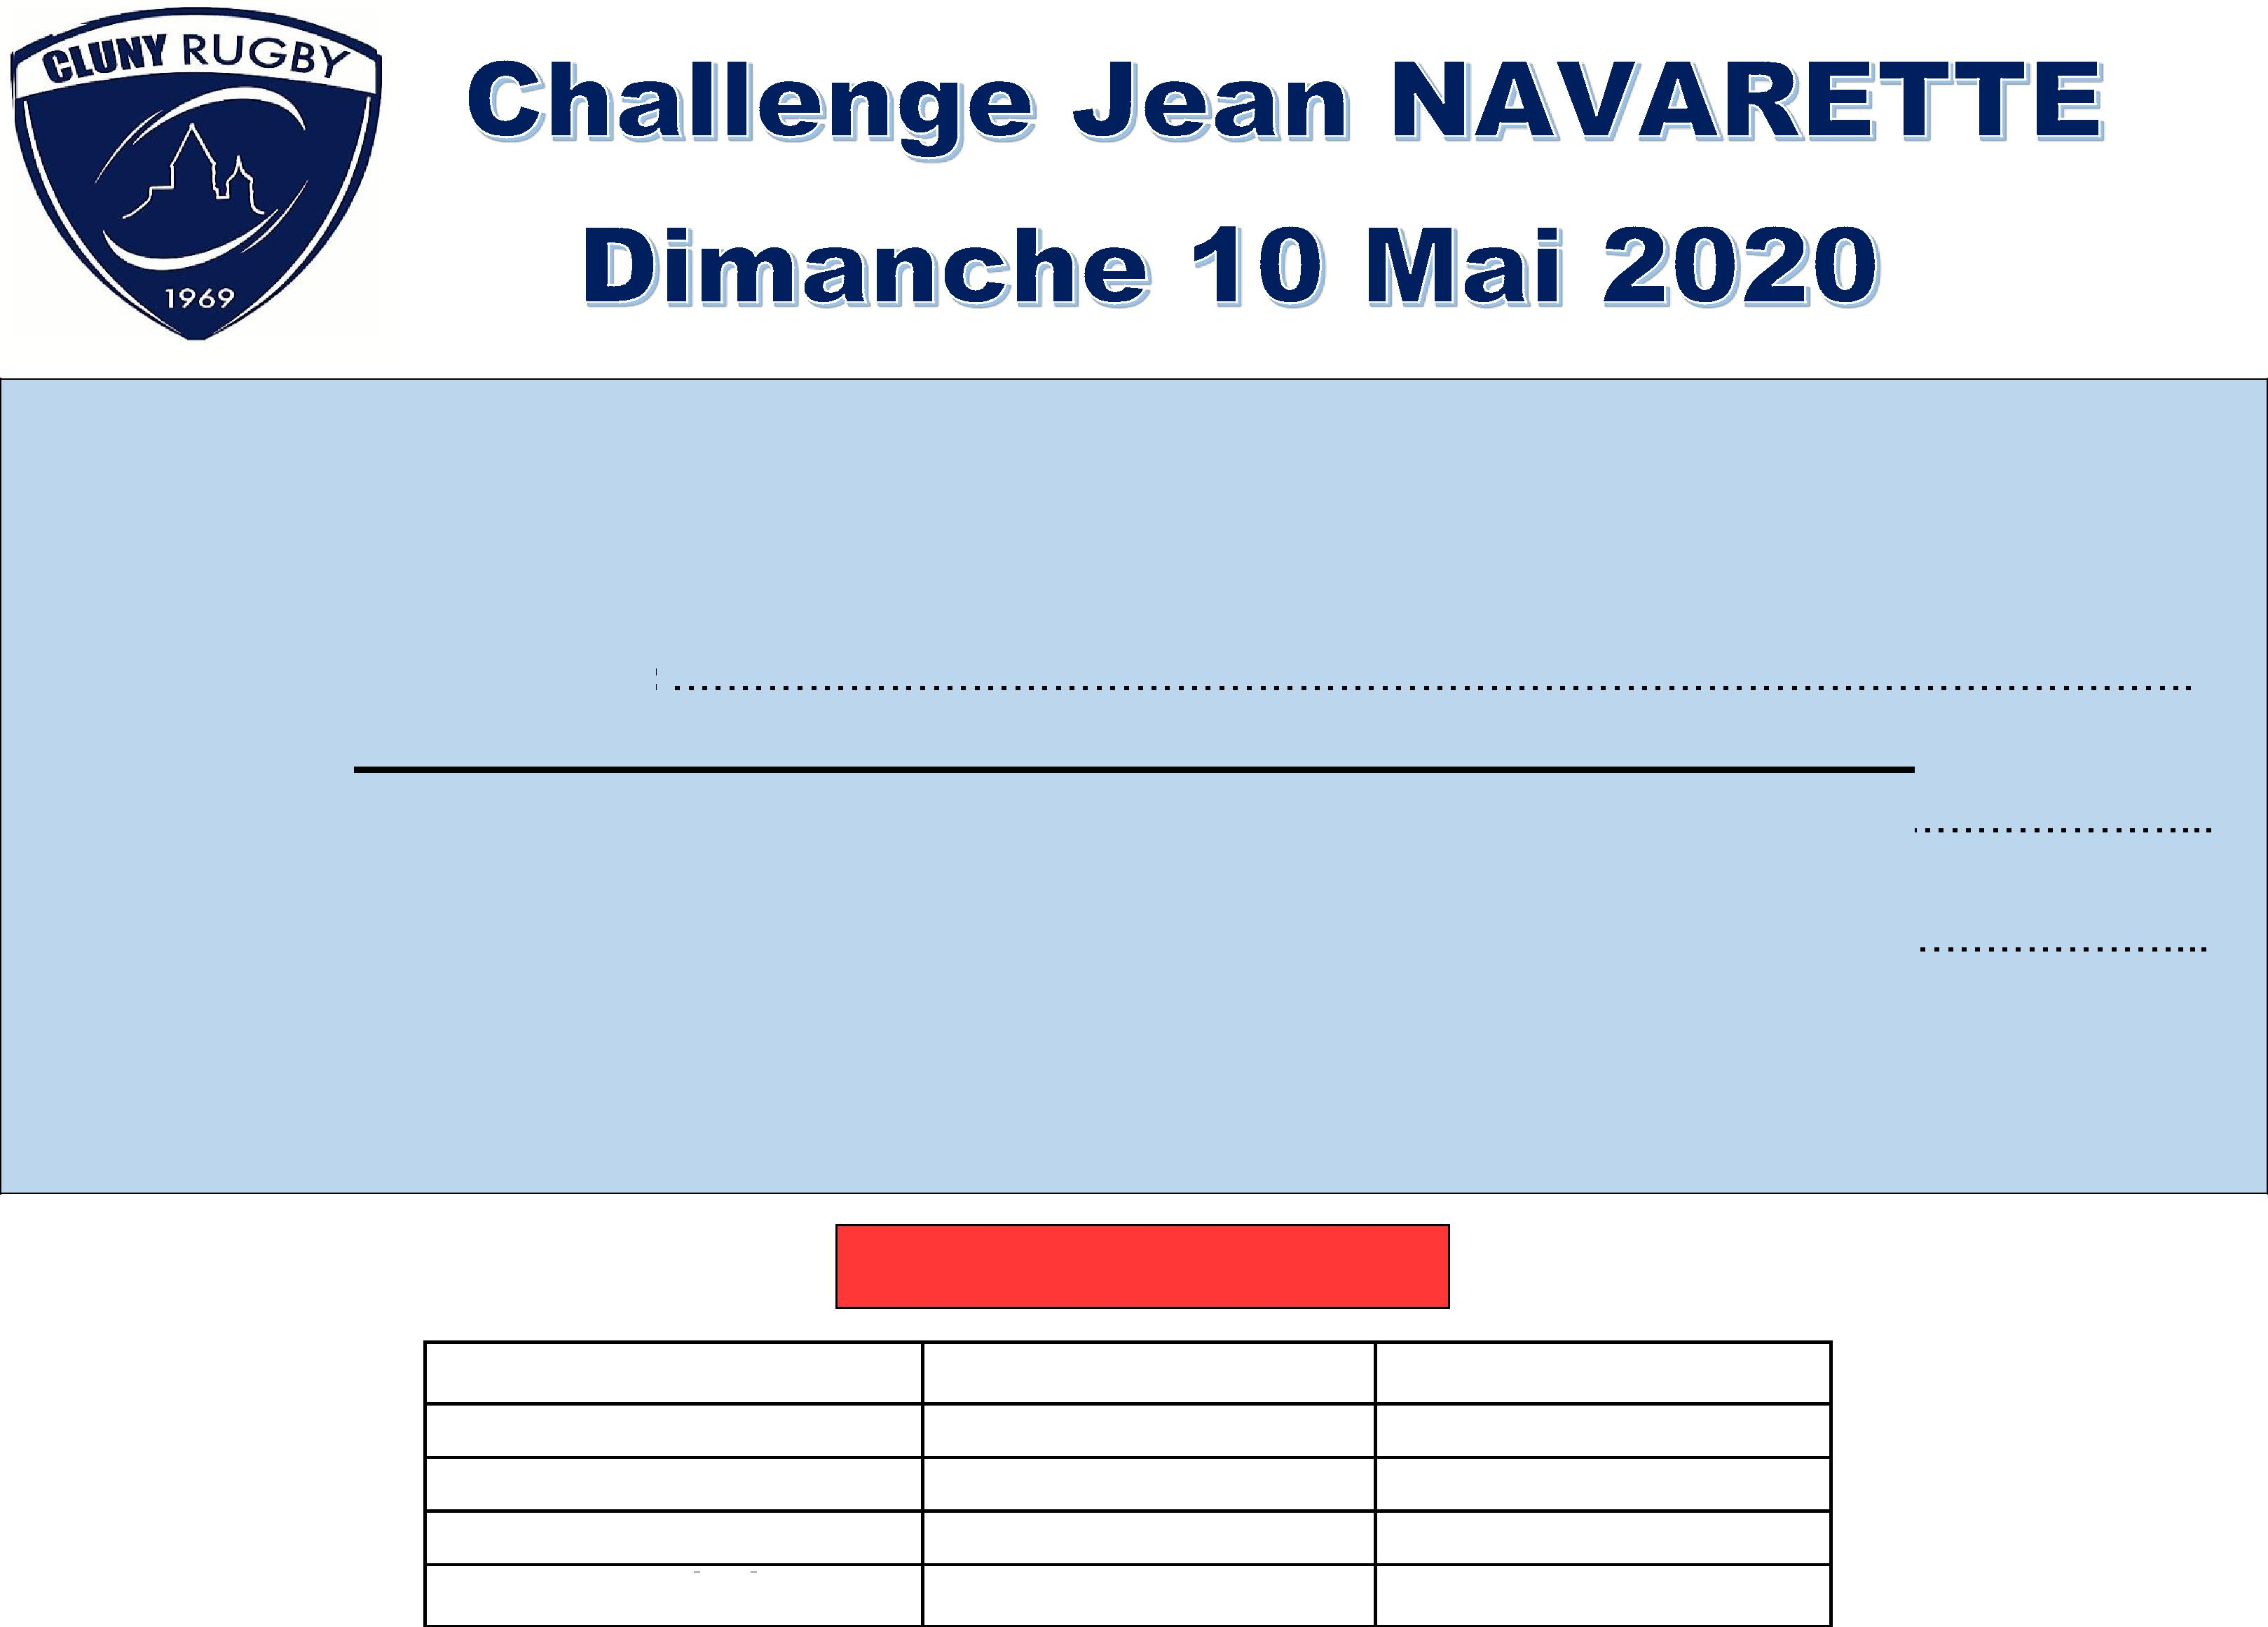 CLUNY RUGBY
1969
Challenge Jean NAVARETTE
Dimanche 10 Mai 2020